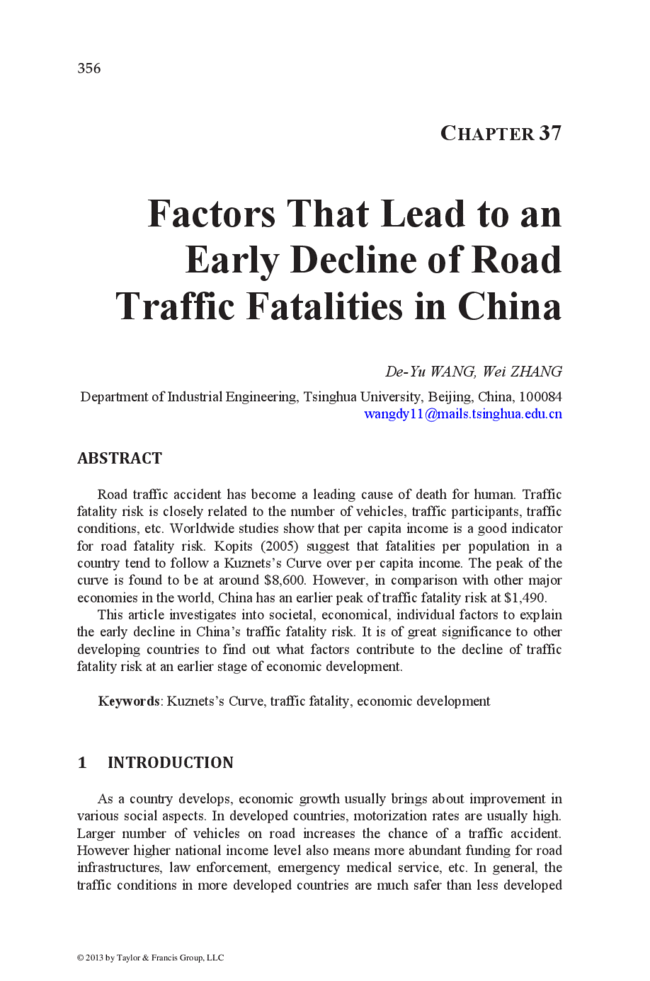 356
CHAPTER 37
Factors That Lead to an
Early Decline of Road
Traffic Fatalities in China
De-Yu WANG, Wei ZHANG
Department of Industrial Engineering, Tsinghua University, Beijing, China, 100084
wangdy11@mails.tsinghua.edu.cn
ABSTRACT
Road traffic accident has become a leading cause of death for human. Traffic
fatality risk is closely related to the number of vehicles, traffic participants, traffic
conditions, etc. Worldwide studies show that per capita income is a good indicator
for road fatality risk. Kopits (2005) suggest that fatalities per population in a
country tend to follow a Kuznets's Curve over per capita income. The peak of the
curve is found to be at around $8,600. However, in comparison with other major
economies in the world, China has an earlier peak of traffic fatality risk at $1,490.
This article investigates into societal, economical, individual factors to explain
the early decline in China's traffic fatality risk. It is of great significance to other
developing countries to find out what factors contribute to the decline of traffic
fatality risk at an earlier stage of economic development.
Keywords: Kuznets's Curve, traffic fatality, economic development
1 INTRODUCTION
As a country develops, economic growth usually brings about improvement in
various social aspects. In developed countries, motorization rates are usually high.
Larger number of vehicles on road increases the chance of a traffic accident.
However higher national income level also means more abundant funding for road
infrastructures, law enforcement, emergency medical service, etc. In general, the
traffic conditions in more developed countries are much safer than less developed
© 2013 by Taylor & Francis Group, LLC